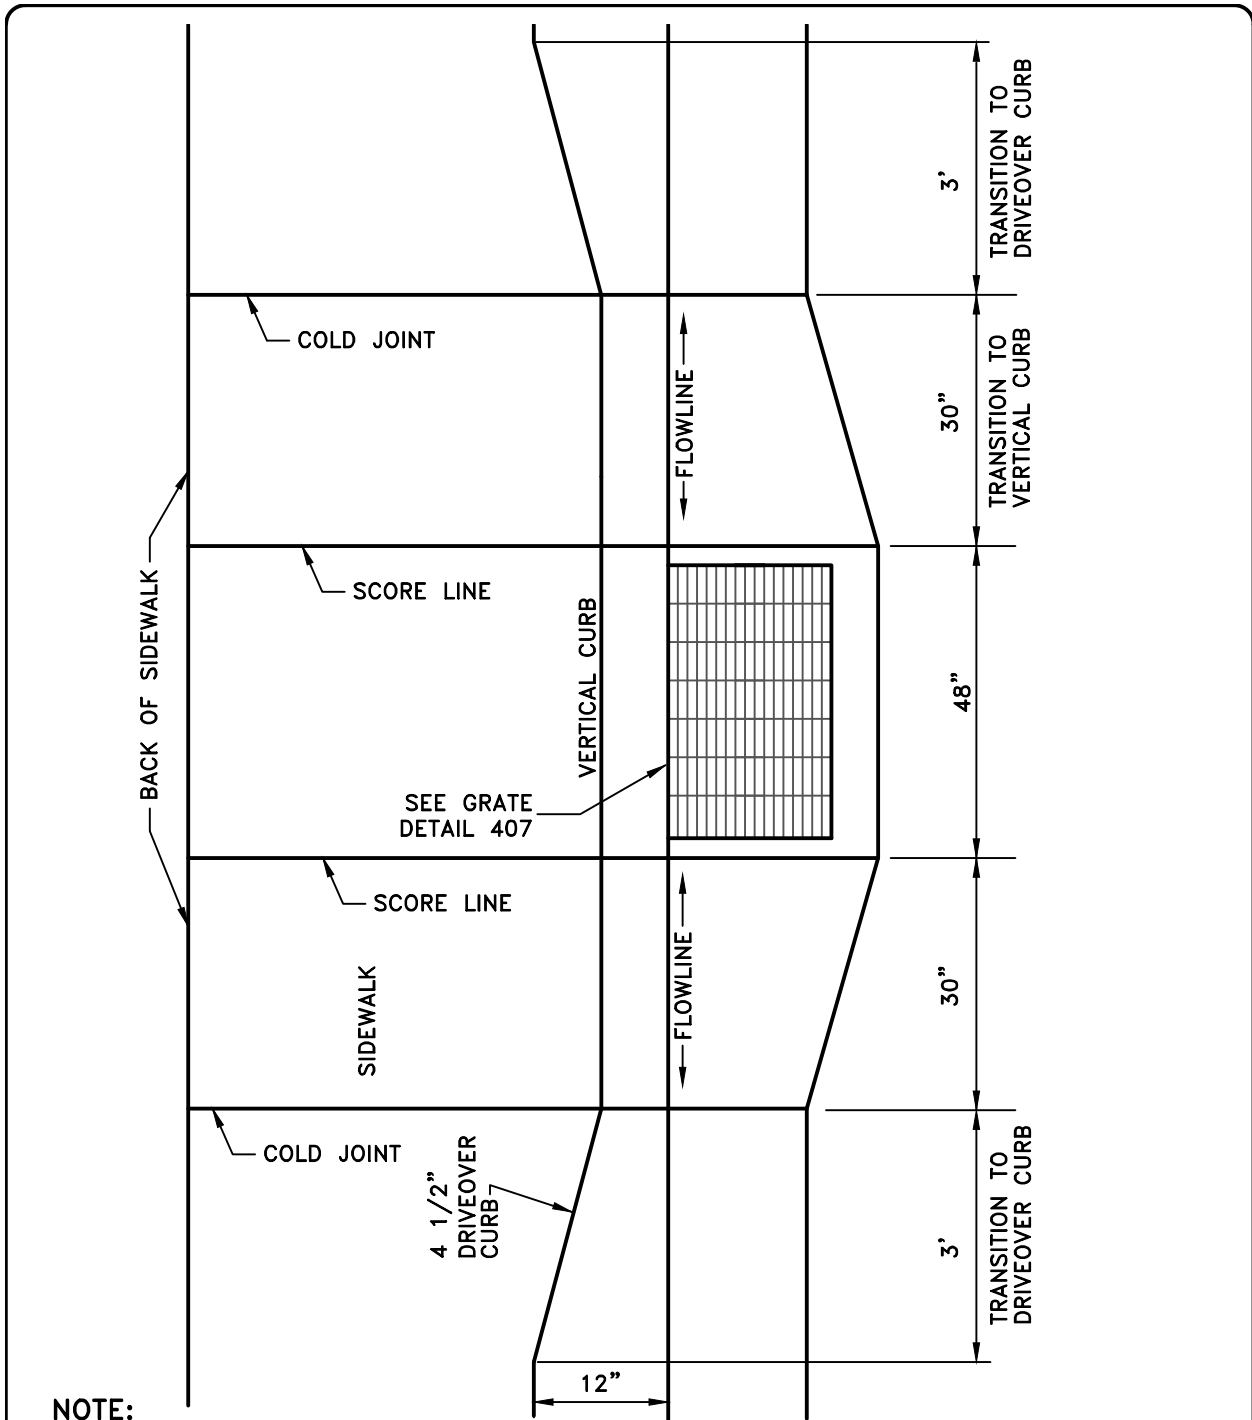 3'
TRANSITION TO
DRIVEOVER CURB
COLD JOINT
FLOWLINE
30"
TRANSITION TO
VERTICAL CURB
BACK OF SIDEWALK
SCORE LINE
VERTICAL CURB
48"
SEE GRATE
DETAIL 407
SCORE LINE
SIDEWALK
FLOWLINE
30"
COLD JOINT
4 1/2"
DRIVEOVER
CURB
3'
TRANSITION TO
DRIVEOVER CURB
12"
NOTE: